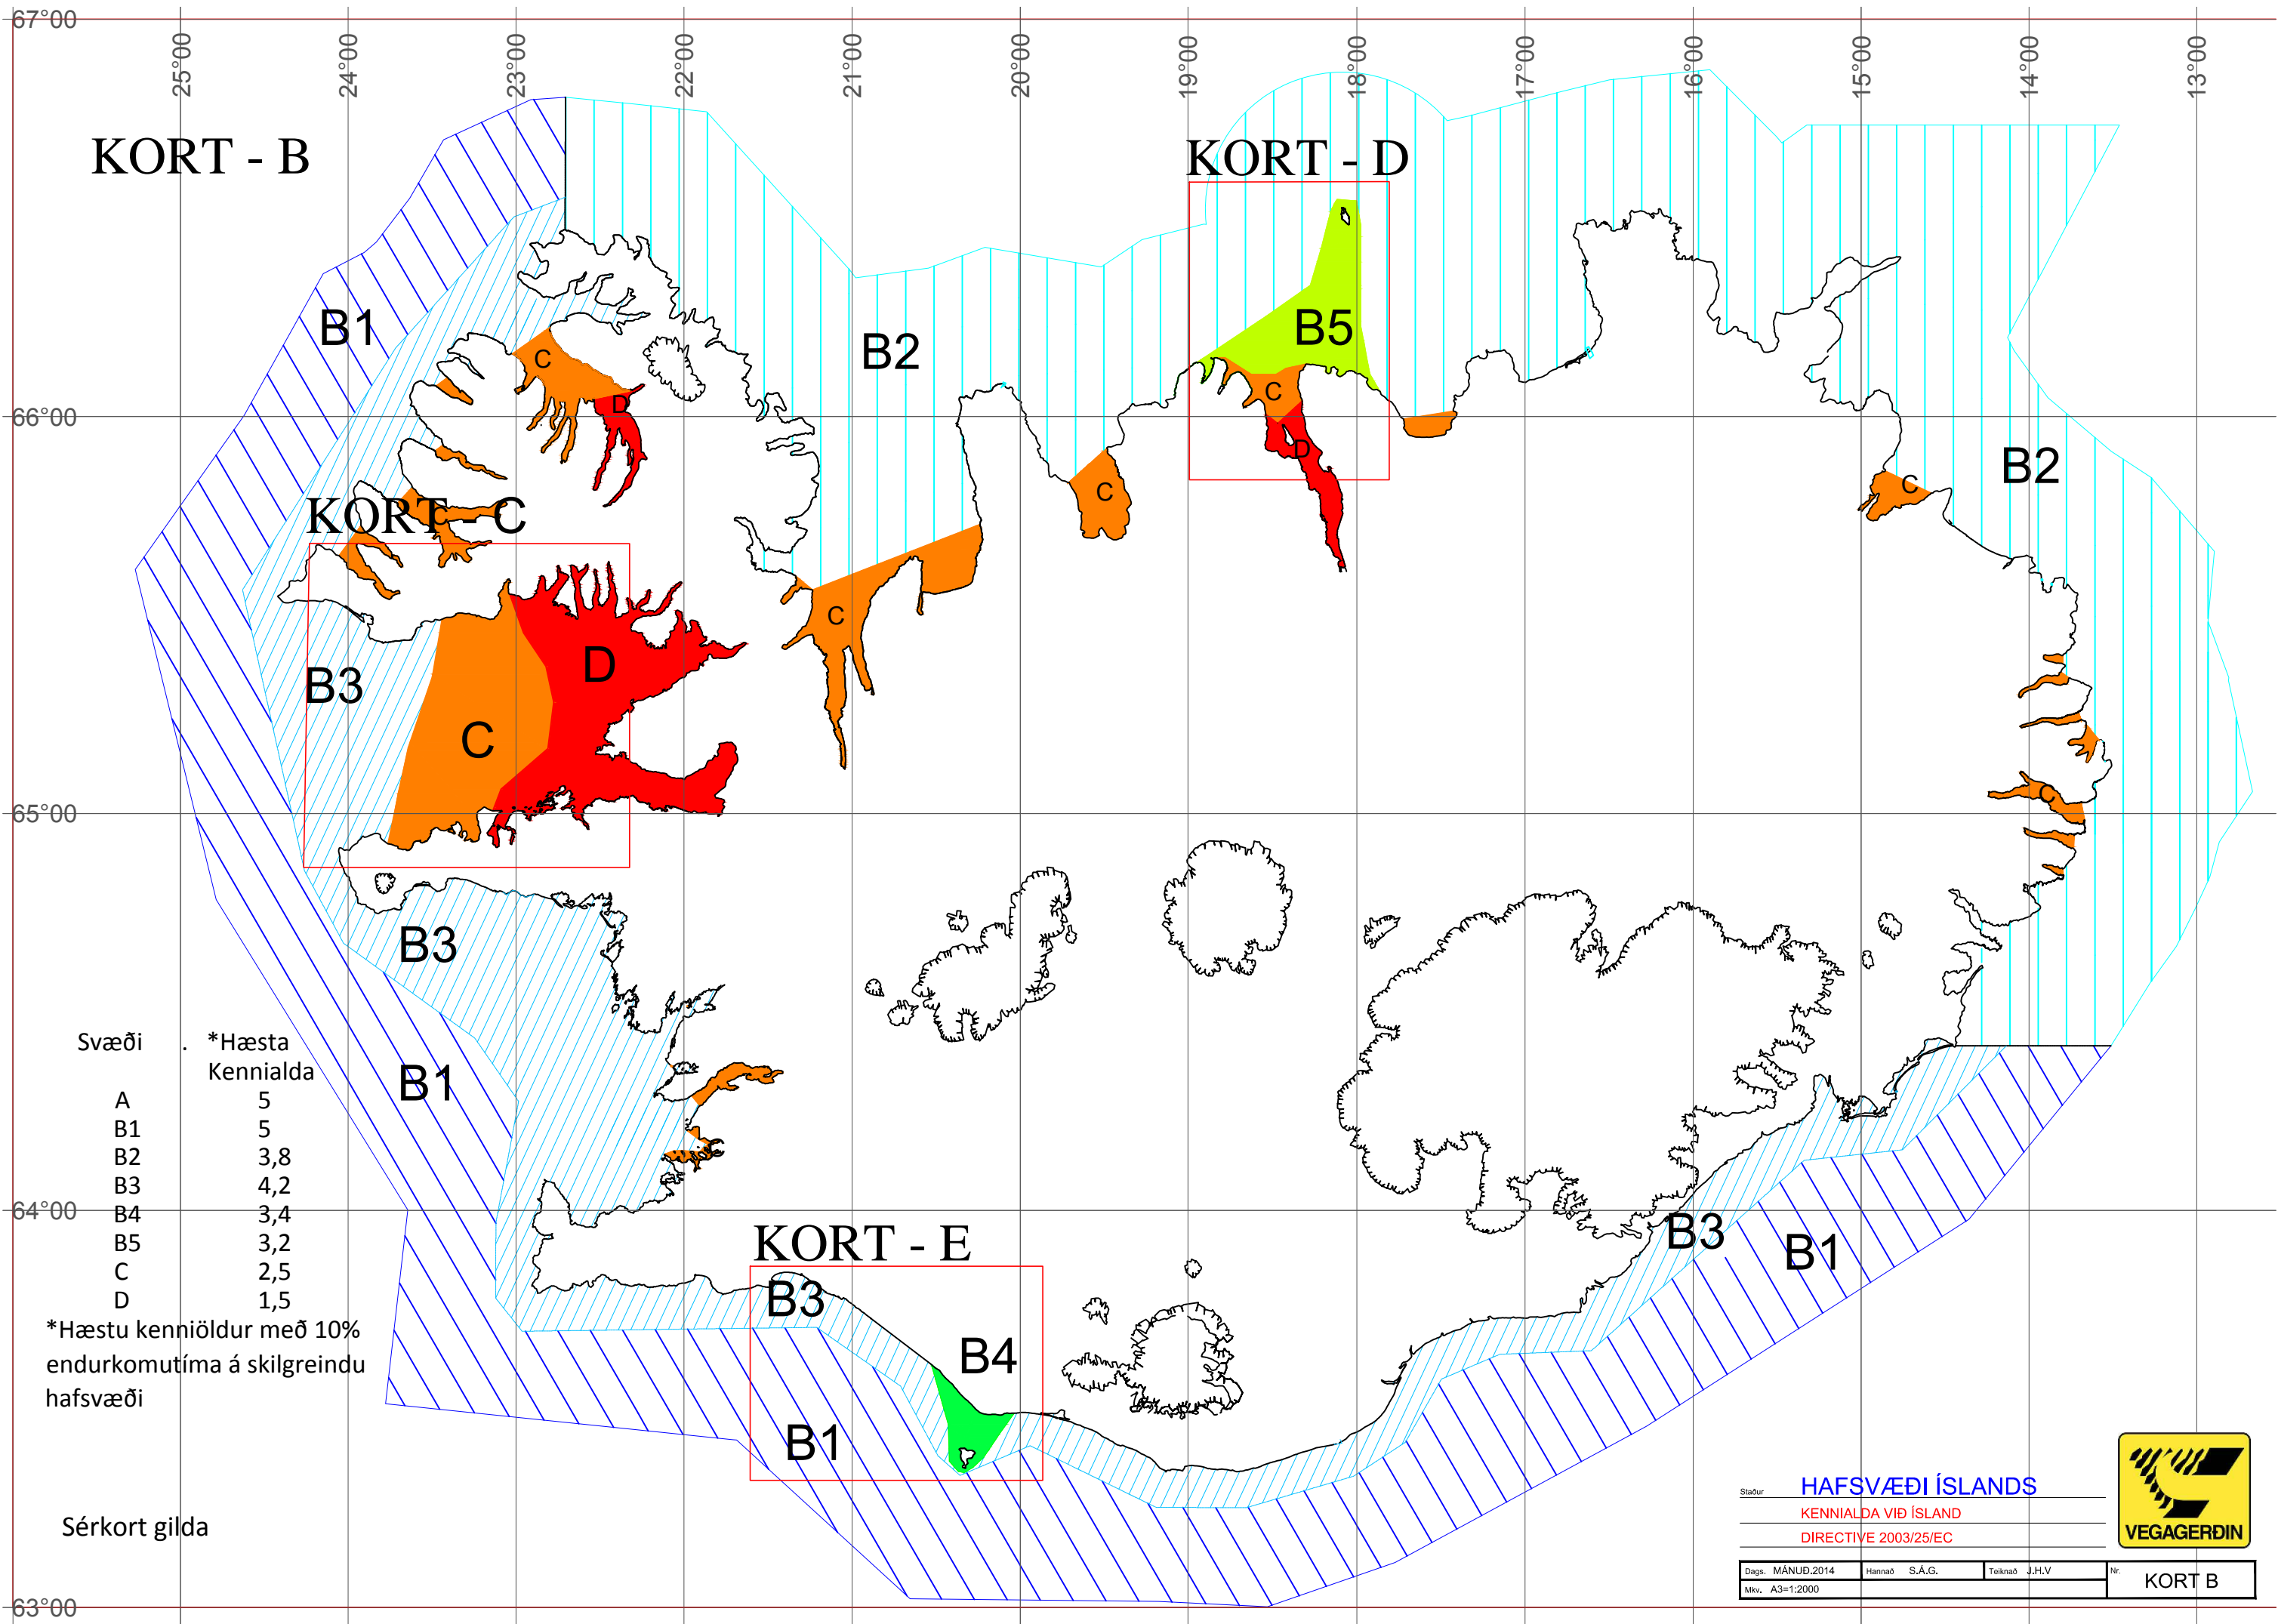 67°00
25°00
24°00
23°00
22°00
21°00
20°00
19°00
18°00
17°00
16°00
15°00
14°00
13°00
KORT - B
KORT - D
B1
B2
B5
C
C
D
66°00
D
B2
C
C
KORT - C
C
D
B3
C
C
65°00
B3
Svæði . *Hæsta
Kennialda
A 5
B1 5
B2 3,8
B3 4,2
B4 3,4
B5 3,2
C 2,5
D 1,5
*Hæstu kenniöldur með 10%
endurkomutíma á skilgreindu
hafsvæði
B1
64°00
KORT - E
B3
B1
B3
B4
B1
Sérkort gilda
Staður HAFSVÆÐI ÍSLANDS
KENNIALDA VIÐ ÍSLAND
DIRECTIVE 2003/25/EC
VEGAGERÐIN
Dags. MÁNUÐ.2014 Hannað S.Á.G. Teiknað J.H.V Nr. KORT B
Mkv. A3=1:2000
63°00